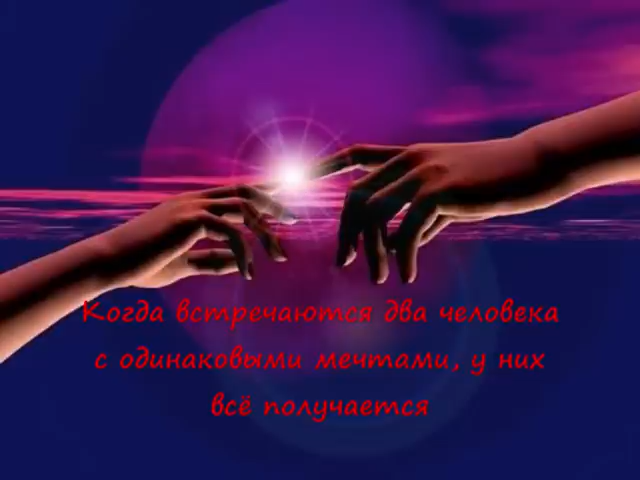 Когда встречаются два человека
с одинаковыми мечтами, у них
всё получается